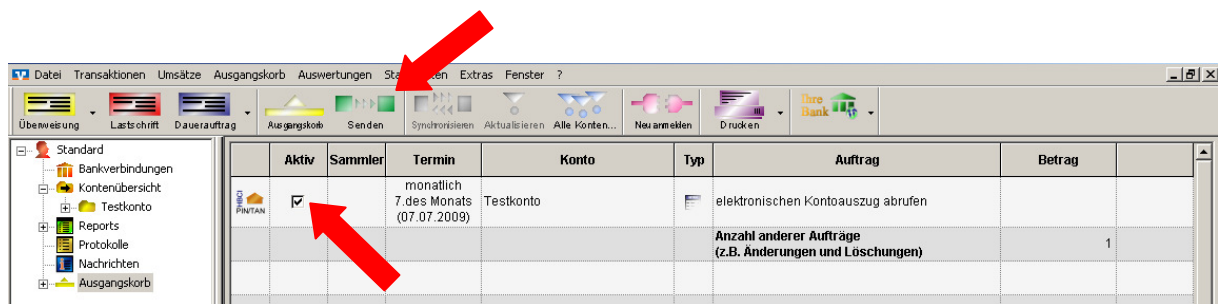 Datei Transaktionen Umsätze Ausgangskorb Auswertungen Extras Fenster ?
Überweisung Lastschrift Dauerauftrag Ausgangskorb Senden Synchronisieren Aktualisieren Alle Konten... Neu anmelden Drucken Ihre Bank
Standard
Bankverbindungen
Kontenübersicht
Testkonto
Reports
Protokolle
Nachrichten
Ausgangskorb
Aktiv Sammler Termin Konto Typ Auftrag Betrag
HBCI PIN/TAN
monatlich
7.des Monats
(07.07.2009)
Testkonto
elektronischen Kontoauszug abrufen
Anzahl anderer Aufträge
(z.B. Änderungen und Löschungen)
1